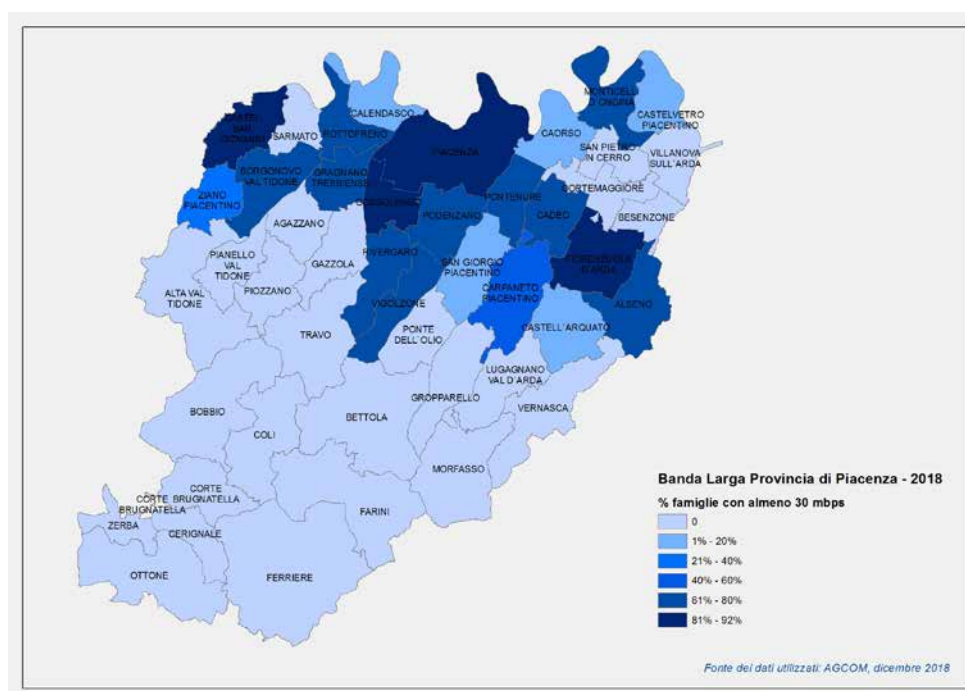 MONTICELLI
D'ONGINA
CASTEL
SAN
GIOVANNI
SARMATO
CALENDASCO
ROTTOFRENO
CASTELVETRO
PIACENTINO
CAORSO
PIACENZA
SAN PIETRO
IN CERRO
VILLANOVA
SULL'ARDA
BORGONOVO
VAL TIDONE
GRAGNANO
TREBBIENSE
CORTEMAGGIORE
ZIANO
PIACENTINO
GOSSOLENGO
PONTENURE
BESENZONE
PODENZANO
CADEO
AGAZZANO
RIVERGARO
FIORENZUOLA
D'ARDA
PIANELLO
VAL
TIDONE
GAZZOLA
SAN GIORGIO
PIACENTINO
CARPANETO
PIACENTINO
ALTA VAL
TIDONE
PIOZZANO
VIGOLZONE
ALSENO
TRAVO
PONTE
DELL'OLIO
CASTELL'ARQUATO
LUGAGNANO
VAL D'ARDA
GROPPARELLO
VERNASCA
BOBBIO
BETTOLA
COLI
MORFASSO
CORTE
BRUGNATELLA
CORTE
BRUGNATELLA
ZERBA
CERIGNALE
FARINI
OTTONE
FERRIERE
Banda Larga Provincia di Piacenza - 2018
% famiglie con almeno 30 mbps
0
1% - 20%
21% - 40%
40% - 60%
61% - 80%
81% - 92%
Fonte dei dati utilizzati: AGCOM, dicembre 2018